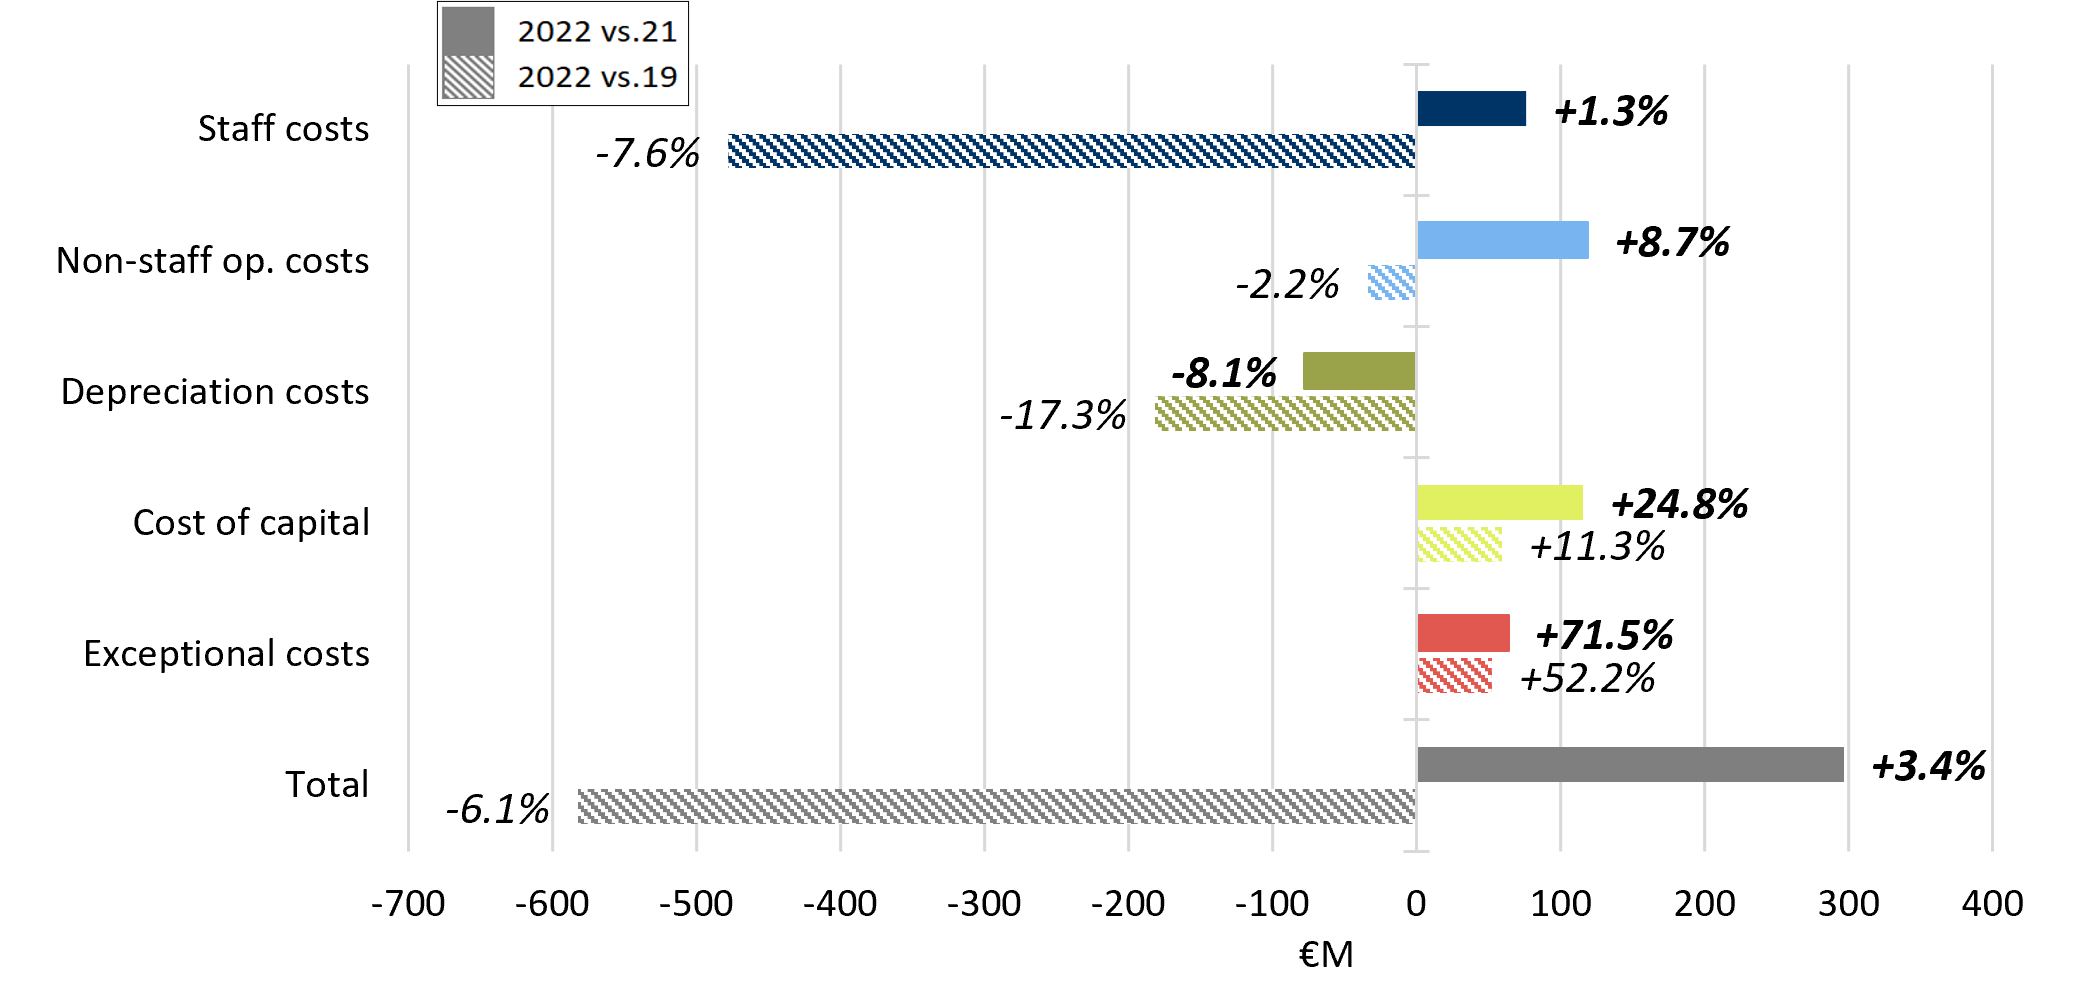 2022 vs.21
2022 vs.19
Staff costs
+1.3%
-7.6%
Non-staff op. costs
+8.7%
-2.2%
Depreciation costs
-8.1%
-17.3%
Cost of capital
+24.8%
+11.3%
Exceptional costs
+71.5%
+52.2%
Total
+3.4%
-6.1%
-700 -600 -500 -400 -300 -200 -100 0 100 200 300 400
€M